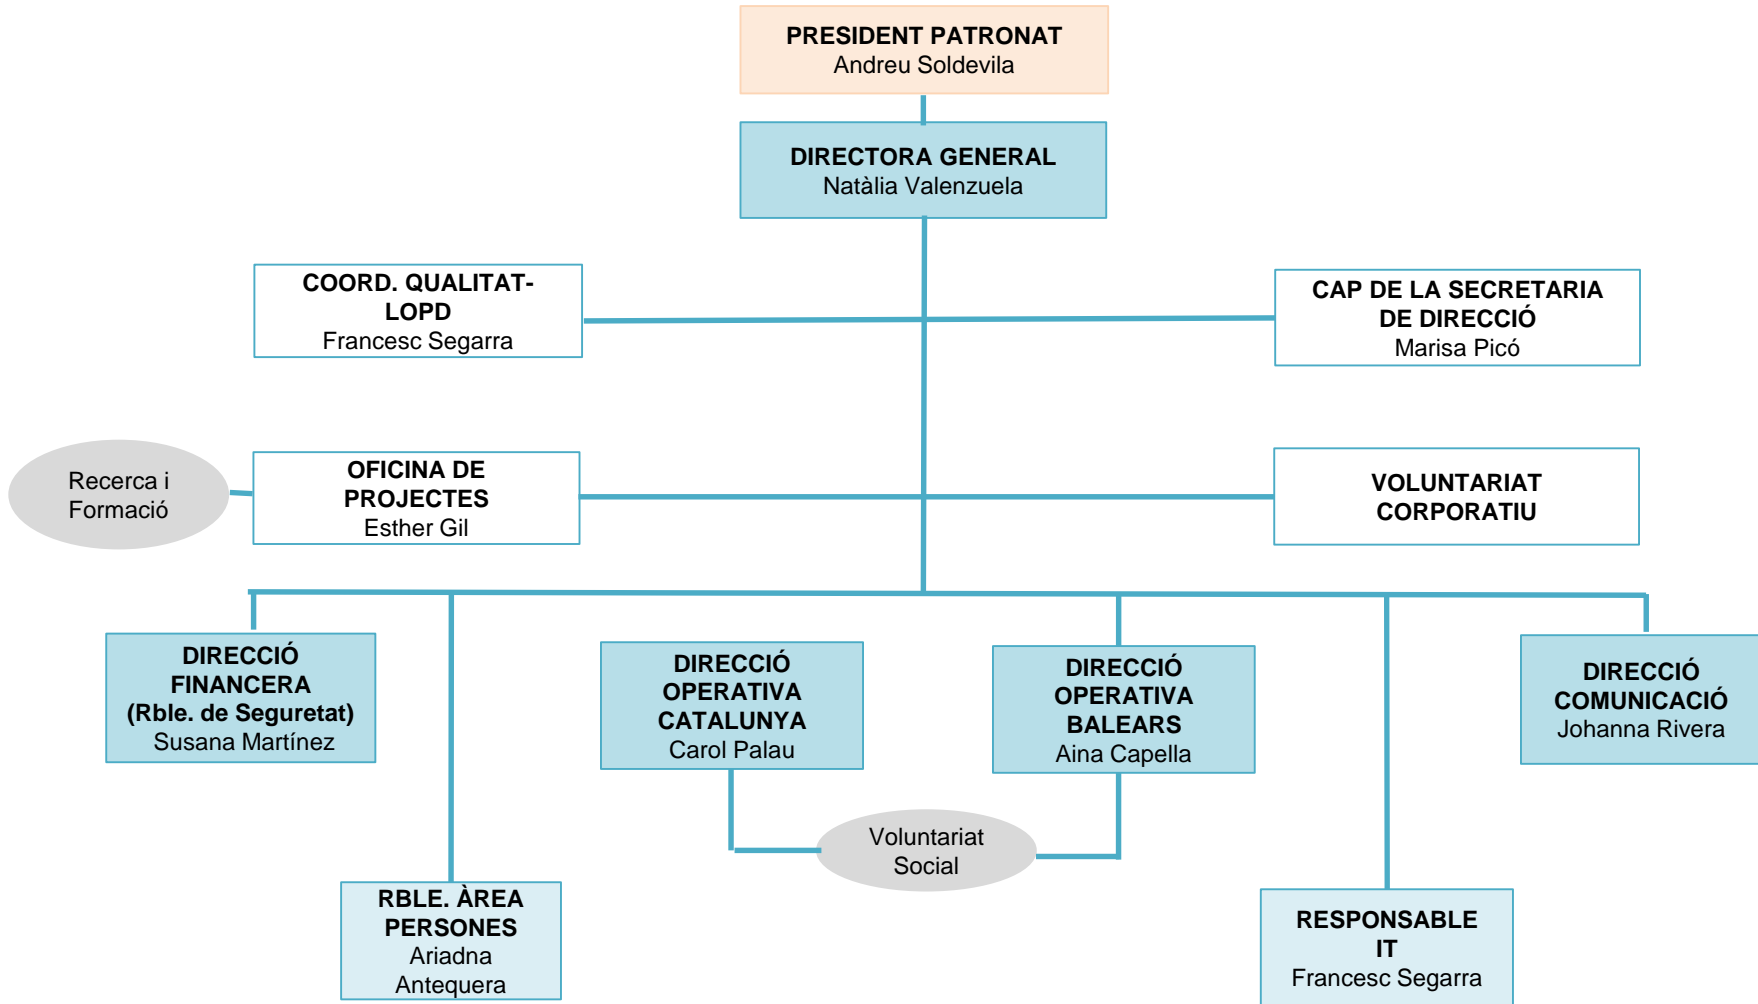 PRESIDENT PATRONAT
Andreu Soldevila
DIRECTORA GENERAL
Natàlia Valenzuela
COORD. QUALITAT-
LOPD
Francesc Segarra
CAP DE LA SECRETARIA
DE DIRECCIÓ
Marisa Picó
Recerca i
Formació
OFICINA DE
PROJECTES
Esther Gil
VOLUNTARIAT
CORPORATIU
DIRECCIÓ
FINANCERA
(Rble. de Seguretat)
Susana Martínez
DIRECCIÓ
OPERATIVA
CATALUNYA
Carol Palau
DIRECCIÓ
OPERATIVA
BALEARS
Aina Capella
DIRECCIÓ
COMUNICACIÓ
Johanna Rivera
Voluntariat
Social
RBLE. ÀREA
PERSONES
Ariadna
Antequera
RESPONSABLE
IT
Francesc Segarra